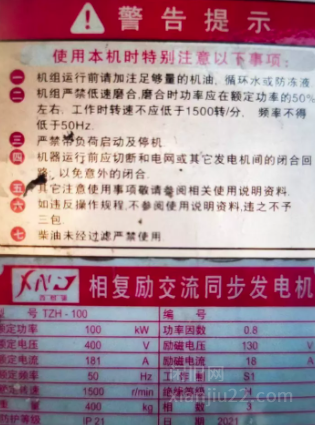 警告提示
使用本机时特别注意以下事项:
一 机组运行前请加注足够量的机油、循环水或防冻液
二 机组严禁低速磨合,磨合时功率应在额定功率的50%
左右,工作时转速不应低于1500转/分, 频率不得
低于50Hz.
三 严禁带负荷启动及停机.
四 机器运行前应切断和电网或其它发电机间的闭合回
路,以免意外的闭合.
五 其它注意使用事项敬请参阅相关使用说明资料.
六 如违反操作规程,不参阅使用说明资料,违之不予
三包.
七 柴油未经过滤严禁使用
相复励交流同步发电机
型 号 TZH-100 编 号
额定功率 100 kW 功率因数 0.8
额定电压 400 V 励磁电压 130 V
额定电流 181 A 励磁电流 18 A
额定频率 50 Hz 工作制 S1
额定转速 1500 r/min 绝缘等级
重量 400 kg 相 数 3
防护等级 IP 21 2021
xianjiu22.com